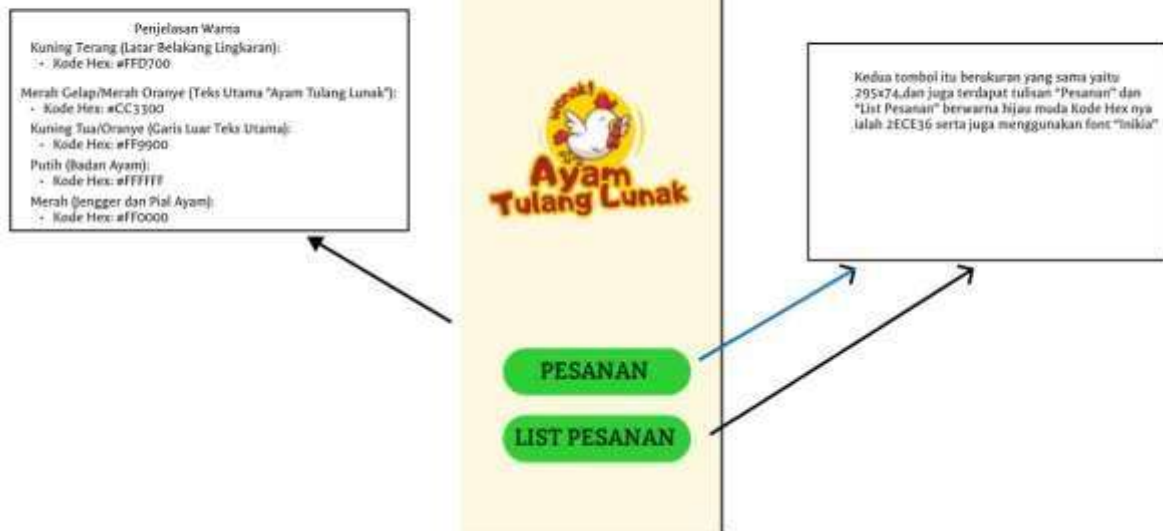 Penjelasan Warna
Kuning Terang (Latar Belakang Lingkaran):
- Kode Hex: #FFD700
Merah Gelap/Merah Oranye (Teks Utama "Ayam Tulang Lunak"):
- Kode Hex: #CC3300
Kuning Tua/Oranye (Garis Luar Teks Utama):
- Kode Hex: #FF9900
Putih (Badan Ayam):
- Kode Hex: #FFFFFF
Merah (Jengger dan Pial Ayam):
- Kode Hex: #FF0000
Wonak!
Ayam
Tulang Lunak
PESANAN
LIST PESANAN
Kedua tombol itu berukuran yang sama yaitu
295x74,dan juga terdapat tulisan "Pesanan" dan
"List Pesanan" berwarna hijau muda Kode Hex nya
ialah 2ECE36 serta juga menggunakan font "Inikia"